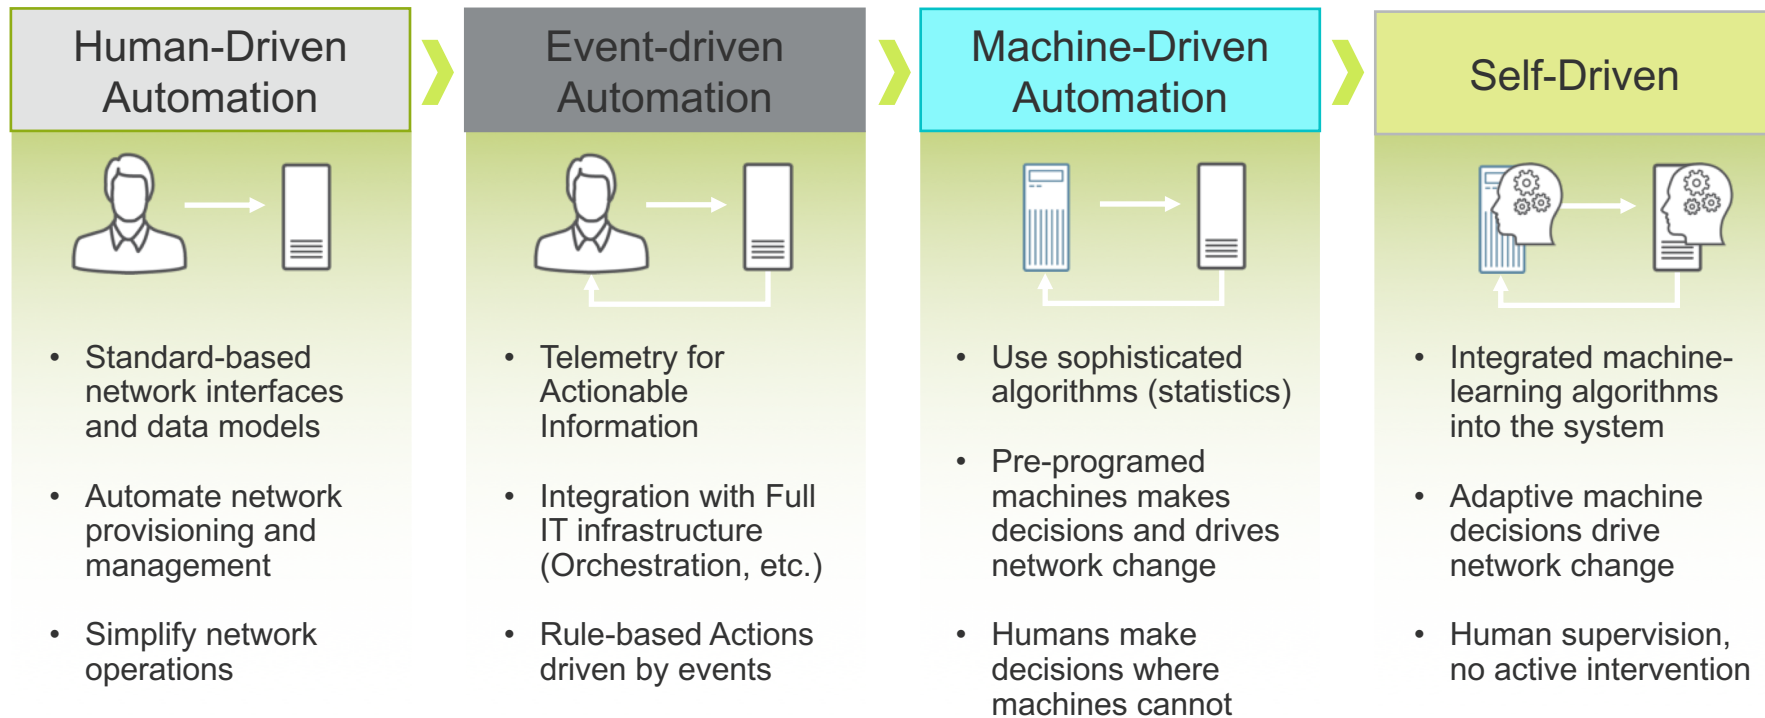 Human-Driven
Automation
Event-driven
Automation
Machine-Driven
Automation
Self-Driven
• Standard-based
network interfaces
and data models
• Automate network
provisioning and
management
• Simplify network
operations
• Telemetry for
Actionable
Information
• Integration with Full
IT infrastructure
(Orchestration, etc.)
• Rule-based Actions
driven by events
• Use sophisticated
algorithms (statistics)
• Pre-programed
machines makes
decisions and drives
network change
• Humans make
decisions where
machines cannot
• Integrated machine-
learning algorithms
into the system
• Adaptive machine
decisions drive
network change
• Human supervision,
no active intervention